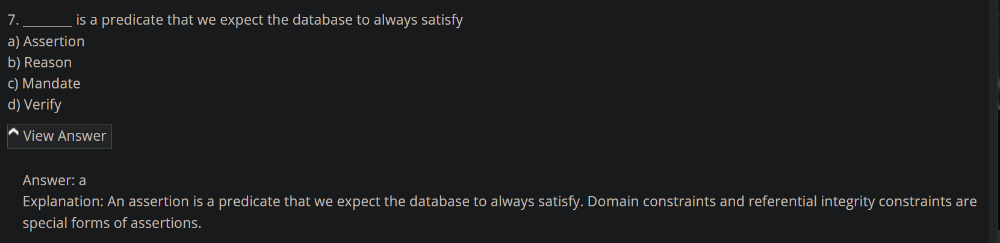 7. ________ is a predicate that we expect the database to always satisfy
a) Assertion
b) Reason
c) Mandate
d) Verify
View Answer
Answer: a
Explanation: An assertion is a predicate that we expect the database to always satisfy. Domain constraints and referential integrity constraints are
special forms of assertions.